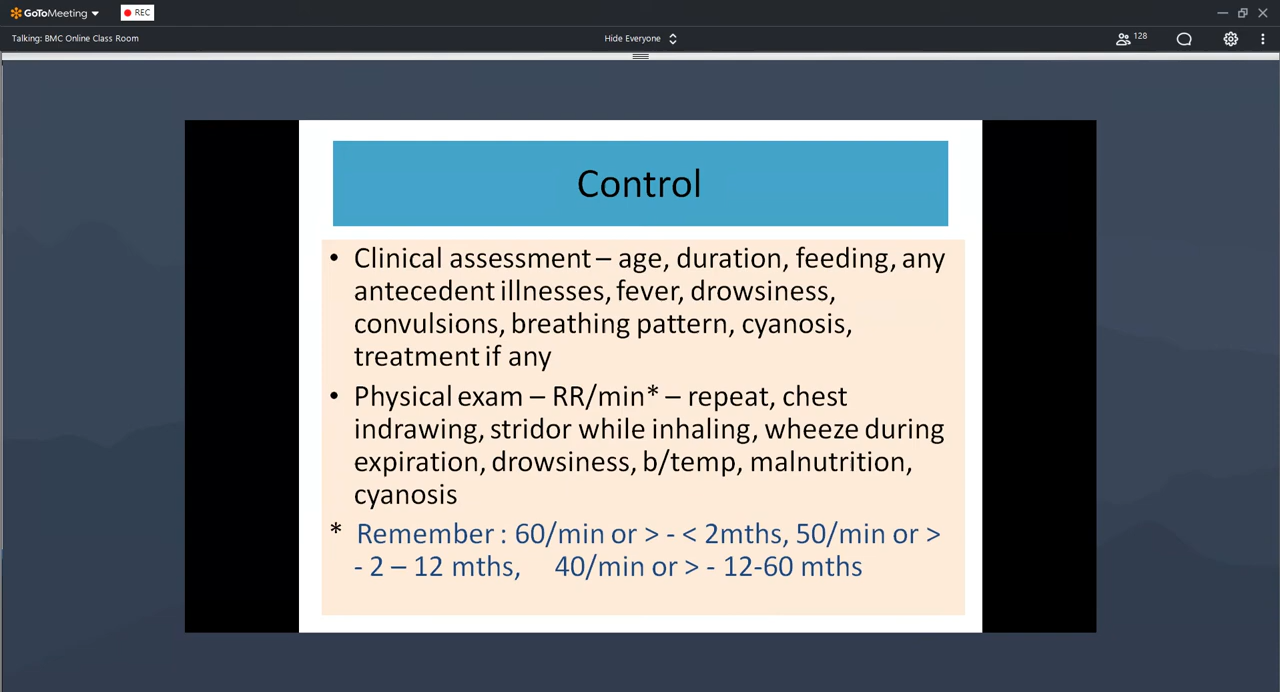 GoToMeeting REC
Talking: BMC Online Class Room
Hide Everyone
128
Control
• Clinical assessment – age, duration, feeding, any
antecedent illnesses, fever, drowsiness,
convulsions, breathing pattern, cyanosis,
treatment if any
• Physical exam – RR/min* – repeat, chest
indrawing, stridor while inhaling, wheeze during
expiration, drowsiness, b/temp, malnutrition,
cyanosis
* Remember : 60/min or > - < 2mths, 50/min or >
- 2 – 12 mths, 40/min or > - 12-60 mths